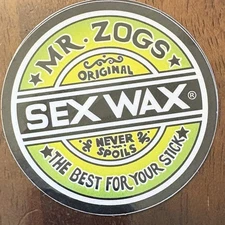 MR. ZOGS
ORIGINAL
SEX WAX®
NEVER
SPOILS
THE BEST FOR YOUR STICK